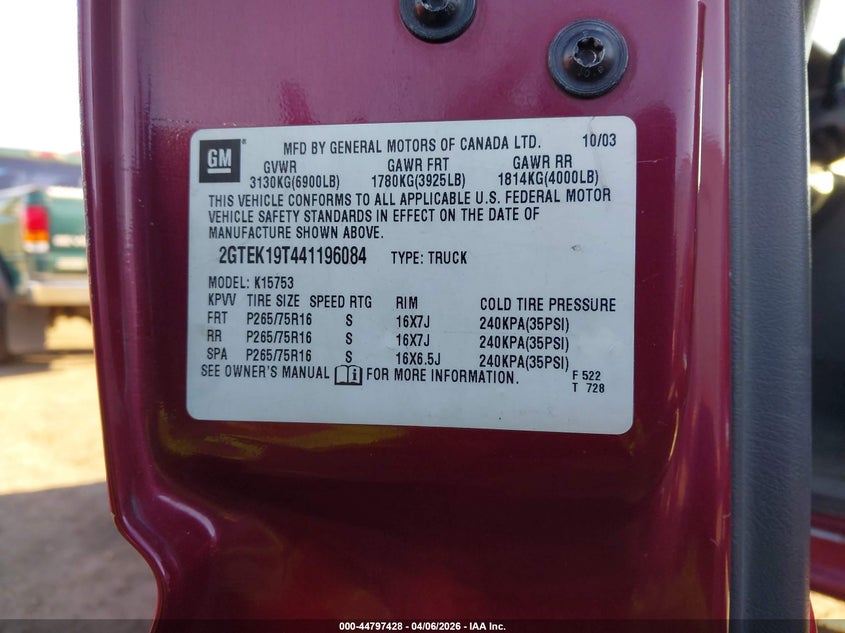 GM
MFD BY GENERAL MOTORS OF CANADA LTD. 10/03
GVWR GAWR FRT GAWR RR
3130KG(6900LB) 1780KG(3925LB) 1814KG(4000LB)
THIS VEHICLE CONFORMS TO ALL APPLICABLE U.S. FEDERAL MOTOR
VEHICLE SAFETY STANDARDS IN EFFECT ON THE DATE OF
MANUFACTURE SHOWN ABOVE.
2GTEK19T441196084 TYPE: TRUCK
MODEL: K15753
KPVV TIRE SIZE SPEED RTG RIM COLD TIRE PRESSURE
FRT P265/75R16 S 16X7J 240KPA(35PSI)
RR P265/75R16 S 16X7J 240KPA(35PSI)
SPA P265/75R16 S 16X6.5J 240KPA(35PSI)
SEE OWNER'S MANUAL i FOR MORE INFORMATION. F 522
T 728
000-44797428 - 04/06/2026 - IAA Inc.